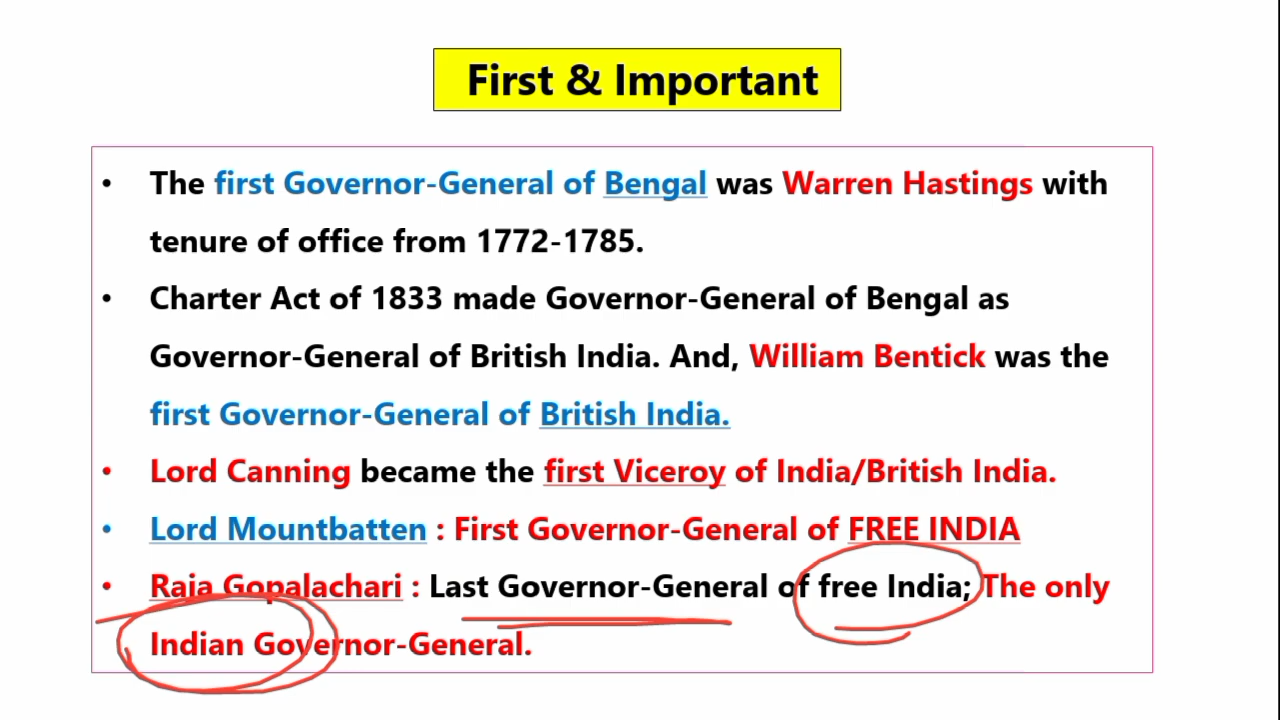 First & Important
• The first Governor-General of Bengal was Warren Hastings with
tenure of office from 1772-1785.
• Charter Act of 1833 made Governor-General of Bengal as
Governor-General of British India. And, William Bentick was the
first Governor-General of British India.
• Lord Canning became the first Viceroy of India/British India.
• Lord Mountbatten : First Governor-General of FREE INDIA
• Raja Gopalachari : Last Governor-General of free India; The only
Indian Governor-General.